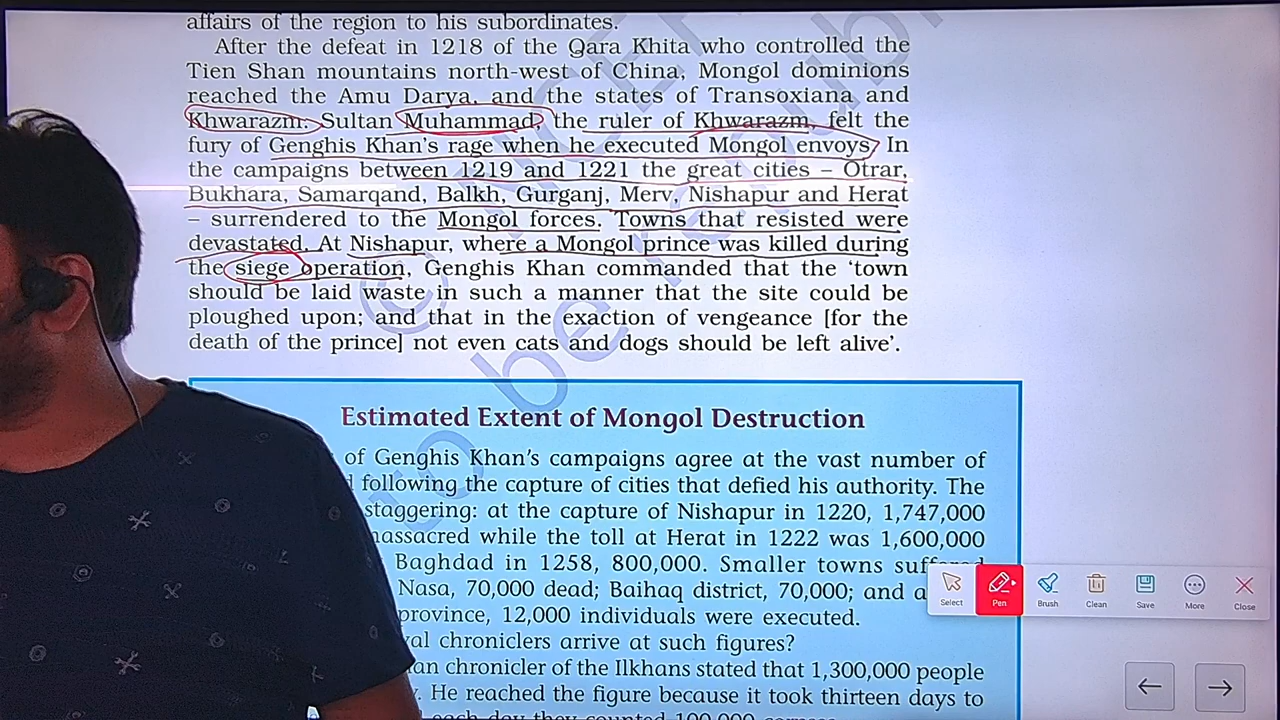 affairs of the region to his subordinates.
After the defeat in 1218 of the Qara Khita who controlled the
Tien Shan mountains north-west of China, Mongol dominions
reached the Amu Darya, and the states of Transoxiana and
Khwarazm. Sultan Muhammad, the ruler of Khwarazm, felt the
fury of Genghis Khan's rage when he executed Mongol envoys. In
the campaigns between 1219 and 1221 the great cities – Otrar,
Bukhara, Samarqand, Balkh, Gurganj, Merv, Nishapur and Herat
– surrendered to the Mongol forces. Towns that resisted were
devastated. At Nishapur, where a Mongol prince was killed during
the siege operation, Genghis Khan commanded that the 'town
should be laid waste in such a manner that the site could be
ploughed upon; and that in the exaction of vengeance [for the
death of the prince] not even cats and dogs should be left alive'.
Estimated Extent of Mongol Destruction
of Genghis Khan's campaigns agree at the vast number of
following the capture of cities that defied his authority. The
staggering: at the capture of Nishapur in 1220, 1,747,000
massacred while the toll at Herat in 1222 was 1,600,000
Baghdad in 1258, 800,000. Smaller towns suffered
Nasa, 70,000 dead; Baihaq district, 70,000; and
province, 12,000 individuals were executed.
chroniclers arrive at such figures?
chronicler of the Ilkhans stated that 1,300,000 people
He reached the figure because it took thirteen days to
each day they counted 100,000 corpses.
Select
Pen
Brush
Clean
Save
More
Close